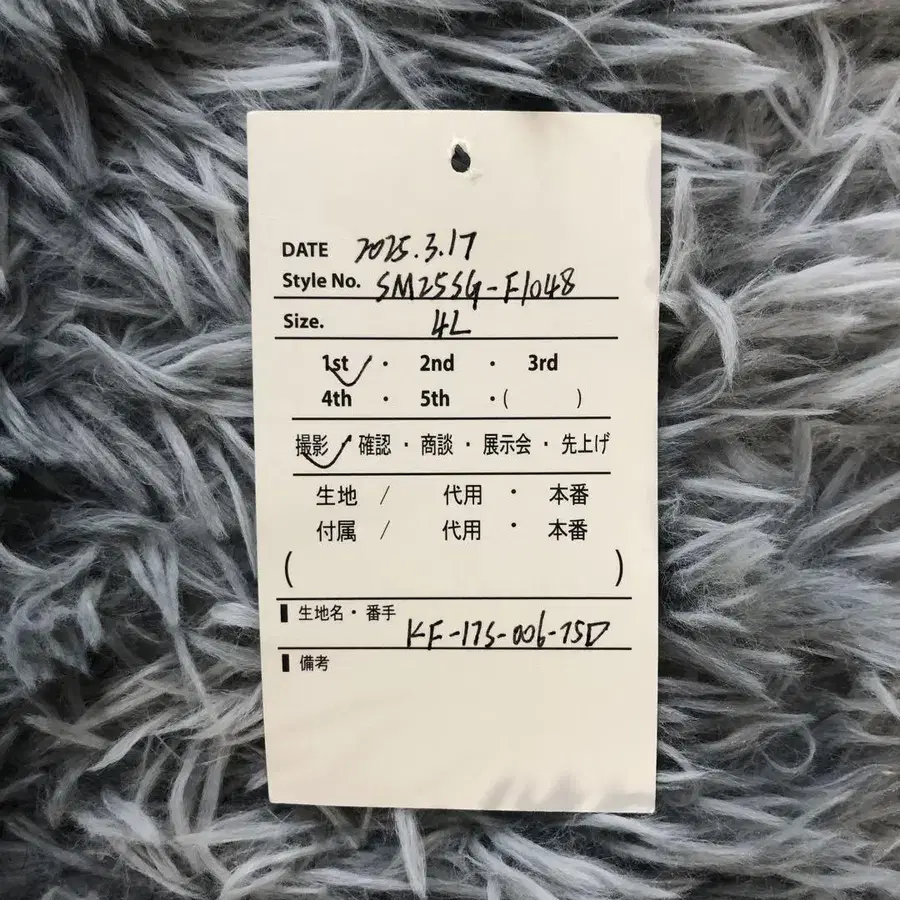 DATE 2025.3.17
Style No. SM25SG-F1048
Size. 4L
1st ・ 2nd ・ 3rd
4th ・ 5th ・( )
撮影 ・ 確認 ・ 商談 ・ 展示会 ・ 先上げ
生地 / 代用 ・ 本番
付属 / 代用 ・ 本番
( )
生地名・番手 KF-17S-006-75D
備考